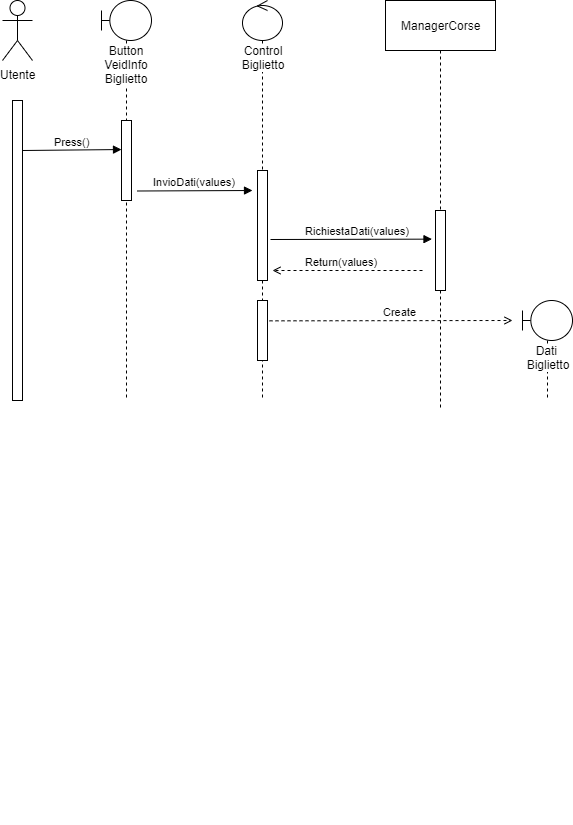 Utente
Button
VeidInfo
Biglietto
Control
Biglietto
ManagerCorse
Press()
InvioDati(values)
RichiestaDati(values)
Return(values)
Create
Dati
Biglietto